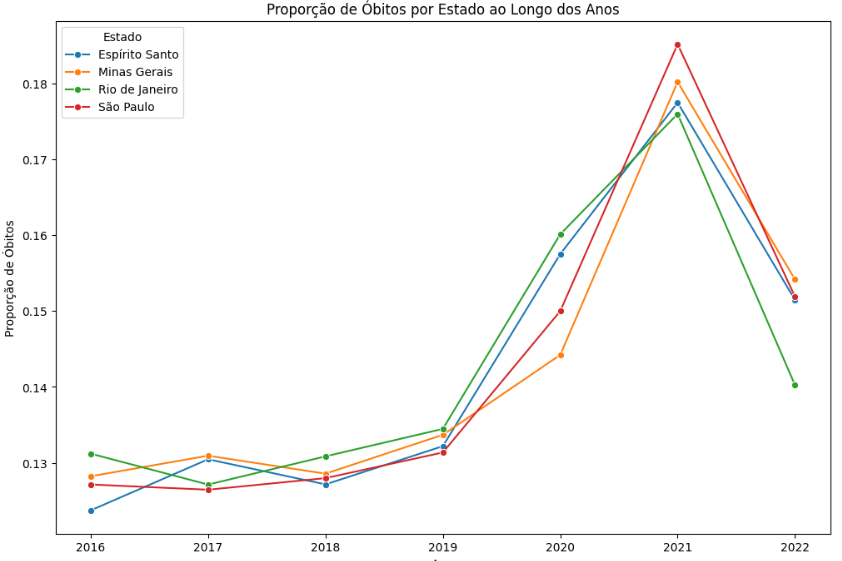 Proporção de Óbitos por Estado ao Longo dos Anos
Estado
Espírito Santo
Minas Gerais
Rio de Janeiro
São Paulo
Proporção de Óbitos
0.18
0.17
0.16
0.15
0.14
0.13
2016 2017 2018 2019 2020 2021 2022